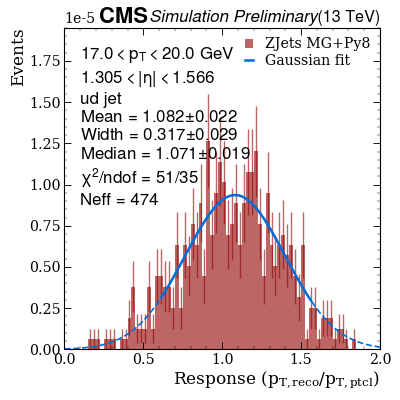 1e-5 CMS Simulation Preliminary (13 TeV)
Events
17.0 < pT < 20.0 GeV
1.305 < |η| < 1.566
ud jet
Mean = 1.082±0.022
Width = 0.317±0.029
Median = 1.071±0.019
χ²/ndof = 51/35
Neff = 474
ZJets MG+Py8
Gaussian fit
1.75
1.50
1.25
1.00
0.75
0.50
0.25
0.00
0.0 0.5 1.0 1.5 2.0
Response (pT,reco/pT,ptcl)